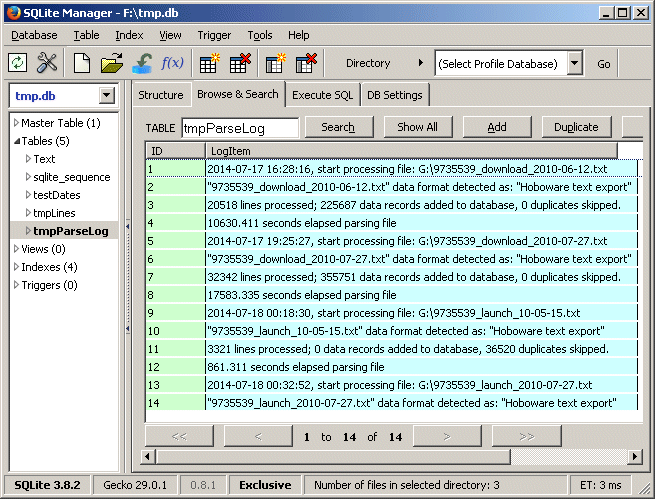 SQLite Manager - F:\tmp.db
Database Table Index View Trigger Tools Help
f(x) Directory (Select Profile Database) Go
tmp.db
Structure Browse & Search Execute SQL DB Settings
Master Table (1)
Tables (5)
Text
sqlite_sequence
testDates
tmpLines
tmpParseLog
Views (0)
Indexes (4)
Triggers (0)
TABLE tmpParseLog Search Show All Add Duplicate
ID LogItem
1 2014-07-17 16:28:16, start processing file: G:\9735539_download_2010-06-12.txt
2 "9735539_download_2010-06-12.txt" data format detected as: "Hoboware text export"
3 20518 lines processed; 225687 data records added to database, 0 duplicates skipped.
4 10630.411 seconds elapsed parsing file
5 2014-07-17 19:25:27, start processing file: G:\9735539_download_2010-07-27.txt
6 "9735539_download_2010-07-27.txt" data format detected as: "Hoboware text export"
7 32342 lines processed; 355751 data records added to database, 0 duplicates skipped.
8 17583.335 seconds elapsed parsing file
9 2014-07-18 00:18:30, start processing file: G:\9735539_launch_10-05-15.txt
10 "9735539_launch_10-05-15.txt" data format detected as: "Hoboware text export"
11 3321 lines processed; 0 data records added to database, 36520 duplicates skipped.
12 861.311 seconds elapsed parsing file
13 2014-07-18 00:32:52, start processing file: G:\9735539_launch_2010-07-27.txt
14 "9735539_launch_2010-07-27.txt" data format detected as: "Hoboware text export"
<< < 1 to 14 of 14 > >>
SQLite 3.8.2 Gecko 29.0.1 0.8.1 Exclusive Number of files in selected directory: 3 ET: 3 ms